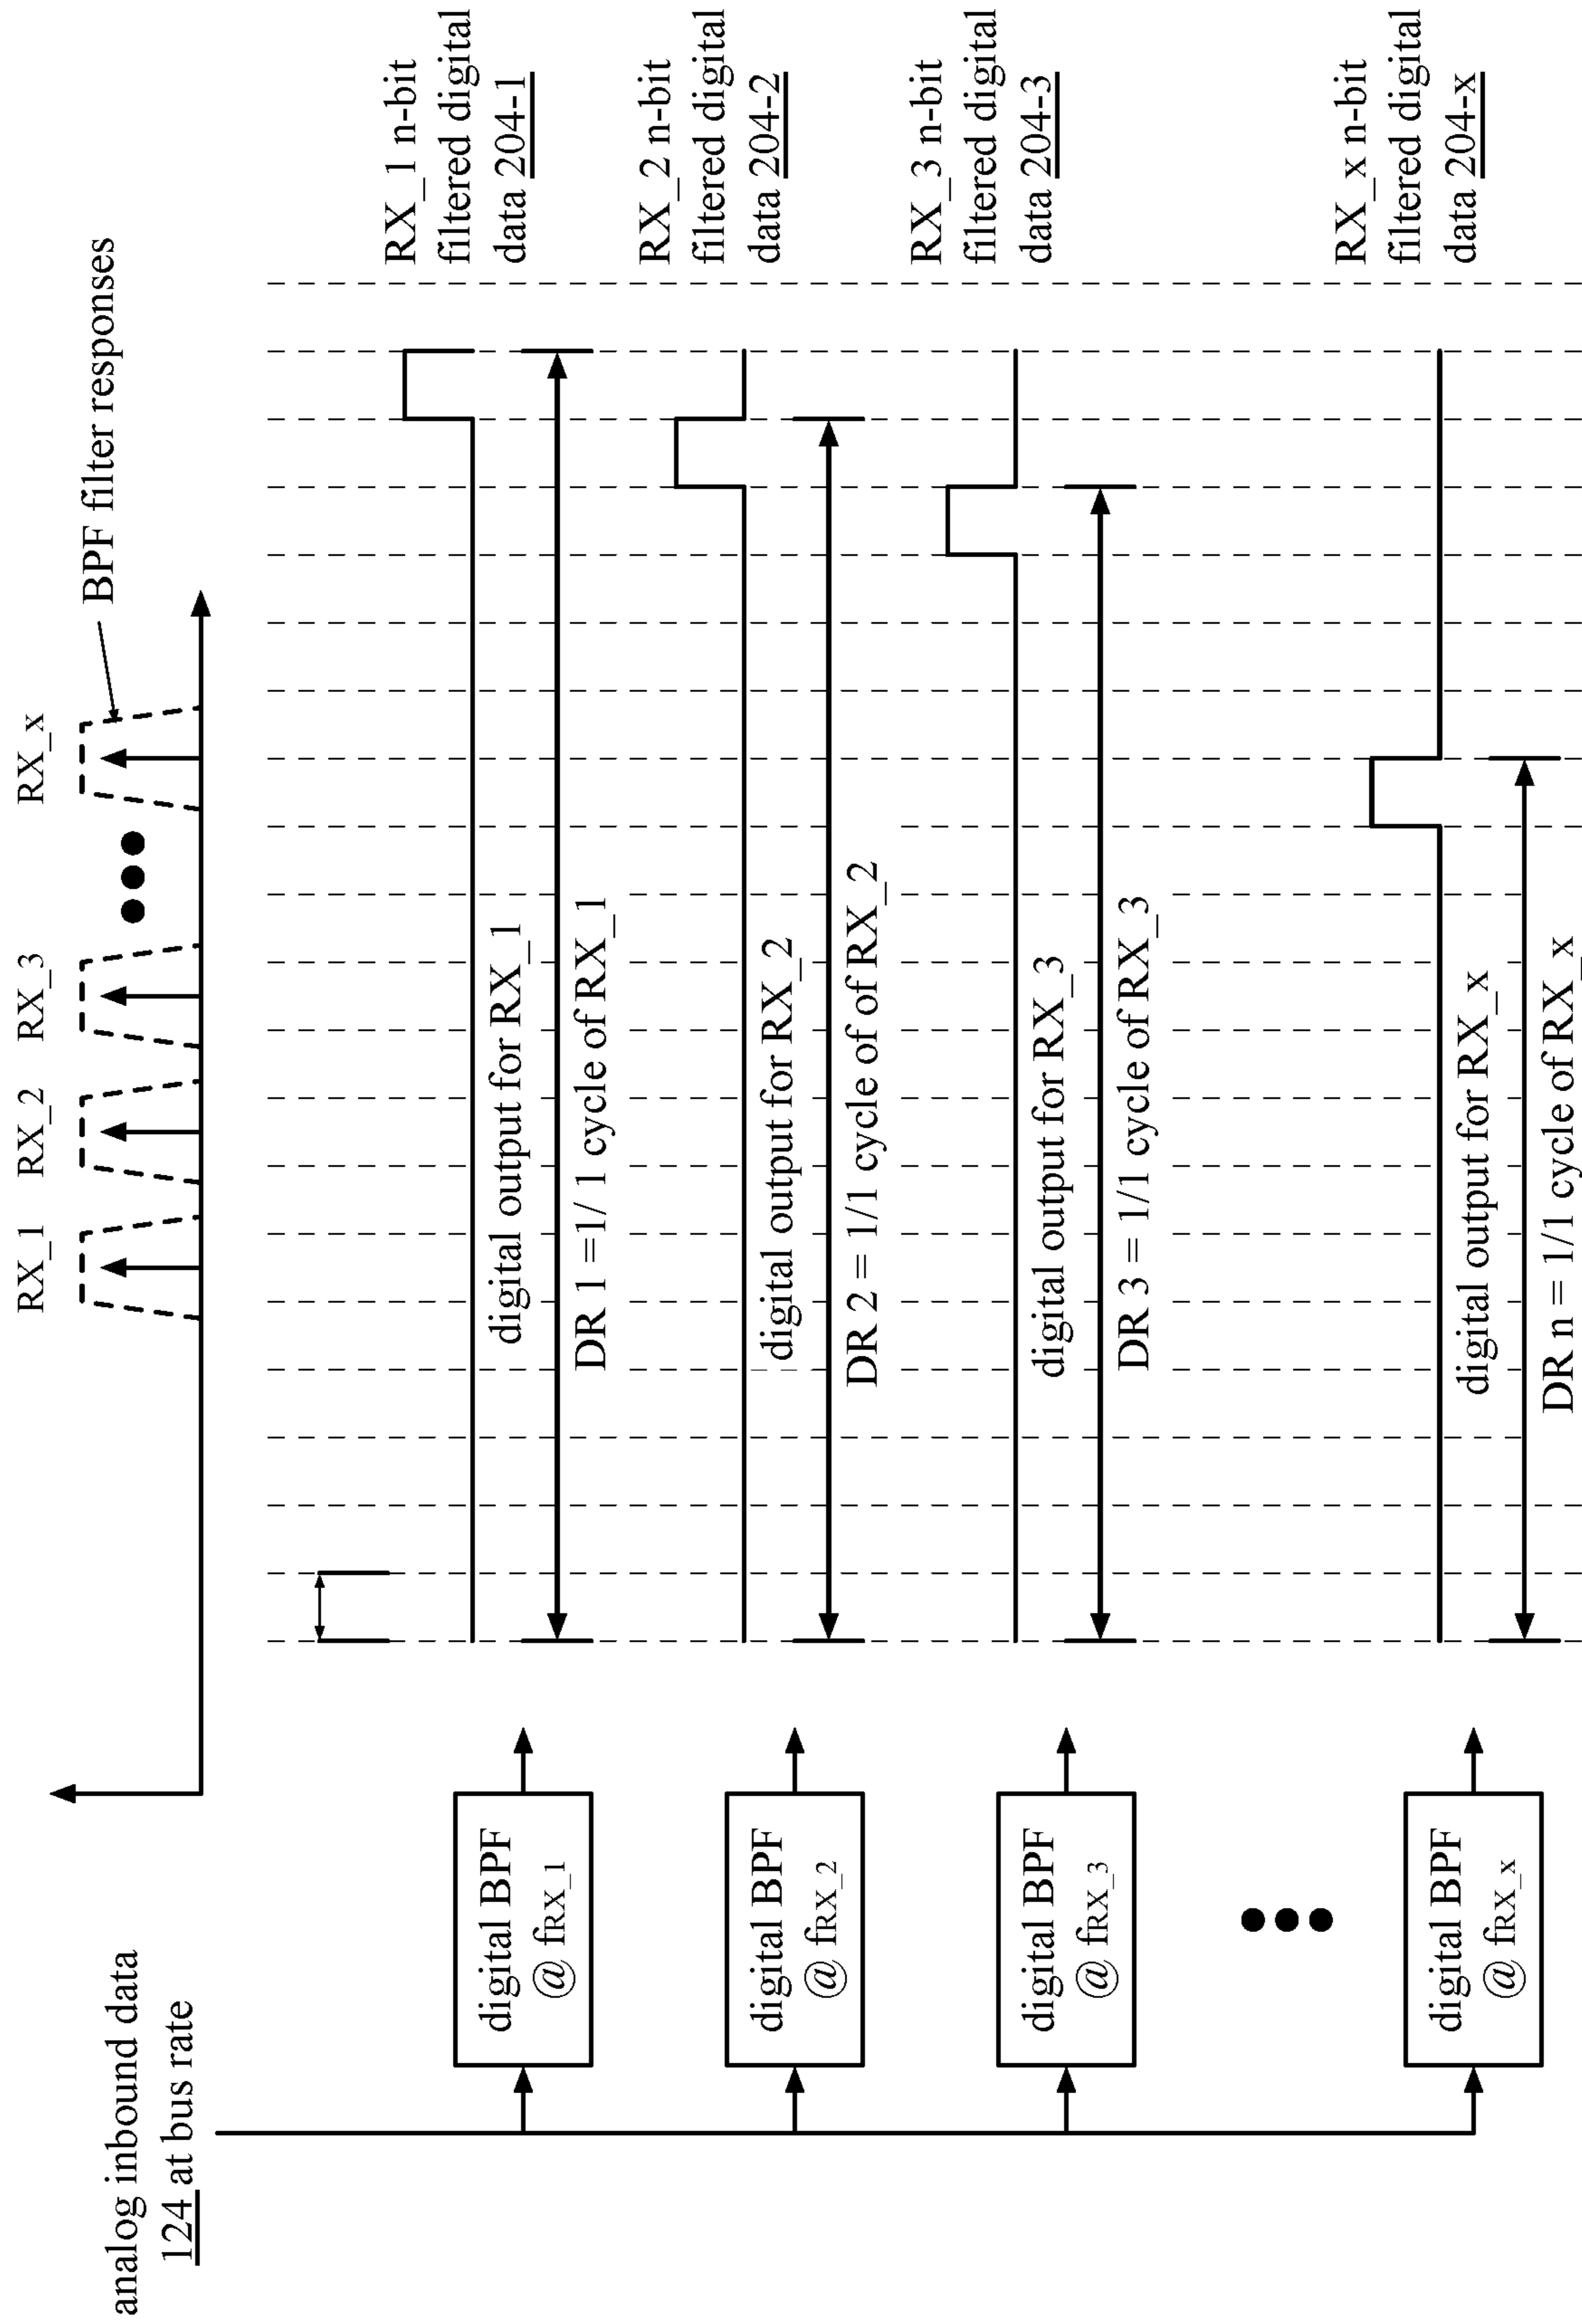 analog inbound data
124 at bus rate
RX_1
RX_2
RX_3
RX_x
BPF filter responses
digital BPF
@ fRX_1
digital output for RX_1
DR 1 =1/ 1 cycle of RX_1
RX_1 n-bit
filtered digital
data 204-1
digital BPF
@ fRX_2
digital output for RX_2
DR 2 = 1/1 cycle of of RX_2
RX_2 n-bit
filtered digital
data 204-2
digital BPF
@ fRX_3
digital output for RX_3
DR 3 = 1/1 cycle of RX_3
RX_3 n-bit
filtered digital
data 204-3
digital BPF
@ fRX_x
digital output for RX_x
DR n = 1/1 cycle of RX_x
RX_x n-bit
filtered digital
data 204-x